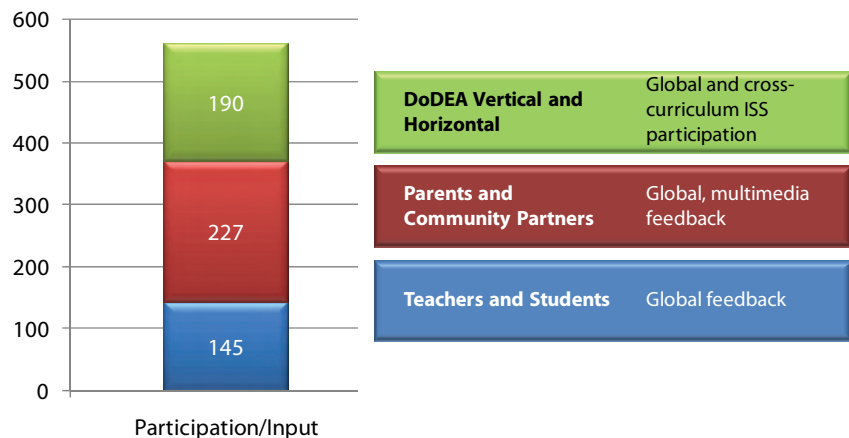 600
500
400
300
200
100
0
190
227
145
Participation/Input
DoDEA Vertical and
Horizontal
Global and cross-
curriculum ISS
participation
Parents and
Community Partners
Global, multimedia
feedback
Teachers and Students
Global feedback